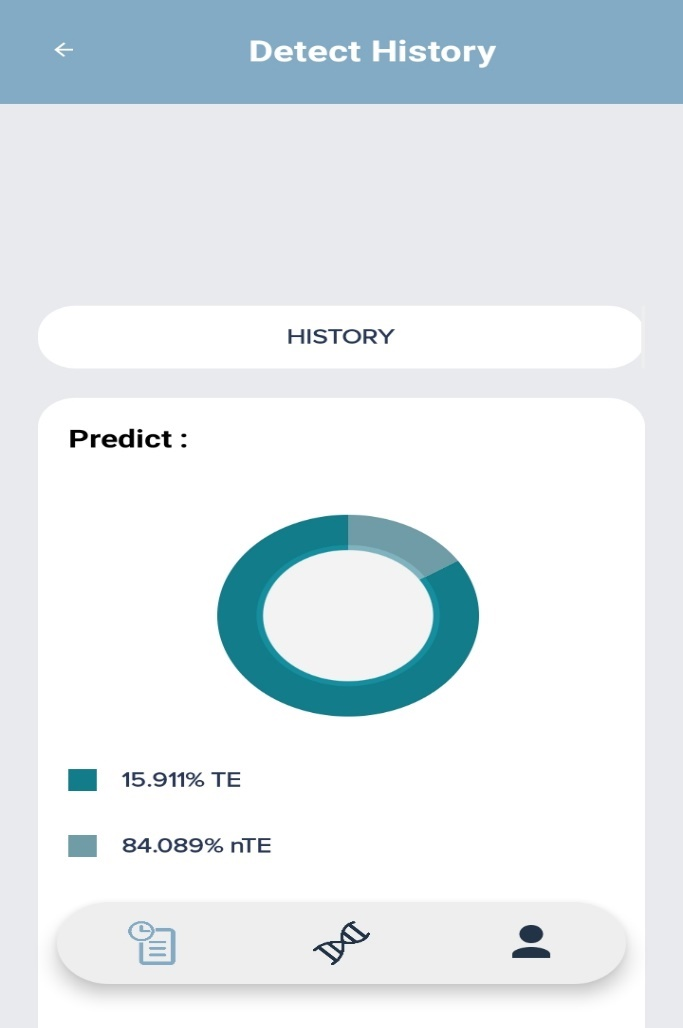 Detect History
HISTORY
Predict :
15.911% TE
84.089% nTE